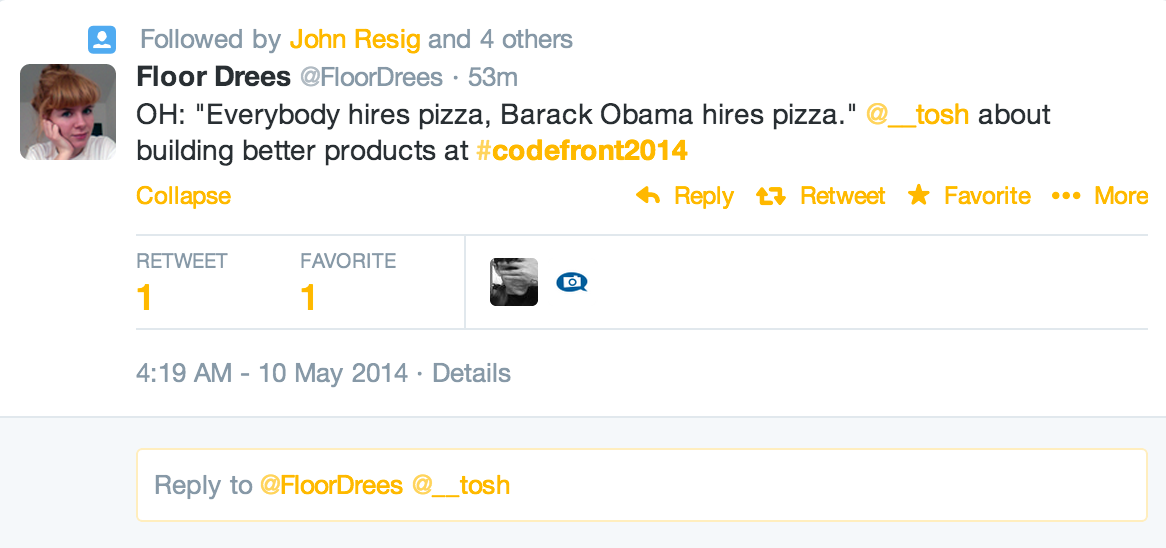 Followed by John Resig and 4 others
Floor Drees @FloorDrees · 53m
OH: "Everybody hires pizza, Barack Obama hires pizza." @__tosh about
building better products at #codefront2014
Collapse Reply Retweet Favorite More
RETWEET FAVORITE
1 1
4:19 AM - 10 May 2014 · Details
Reply to @FloorDrees @__tosh